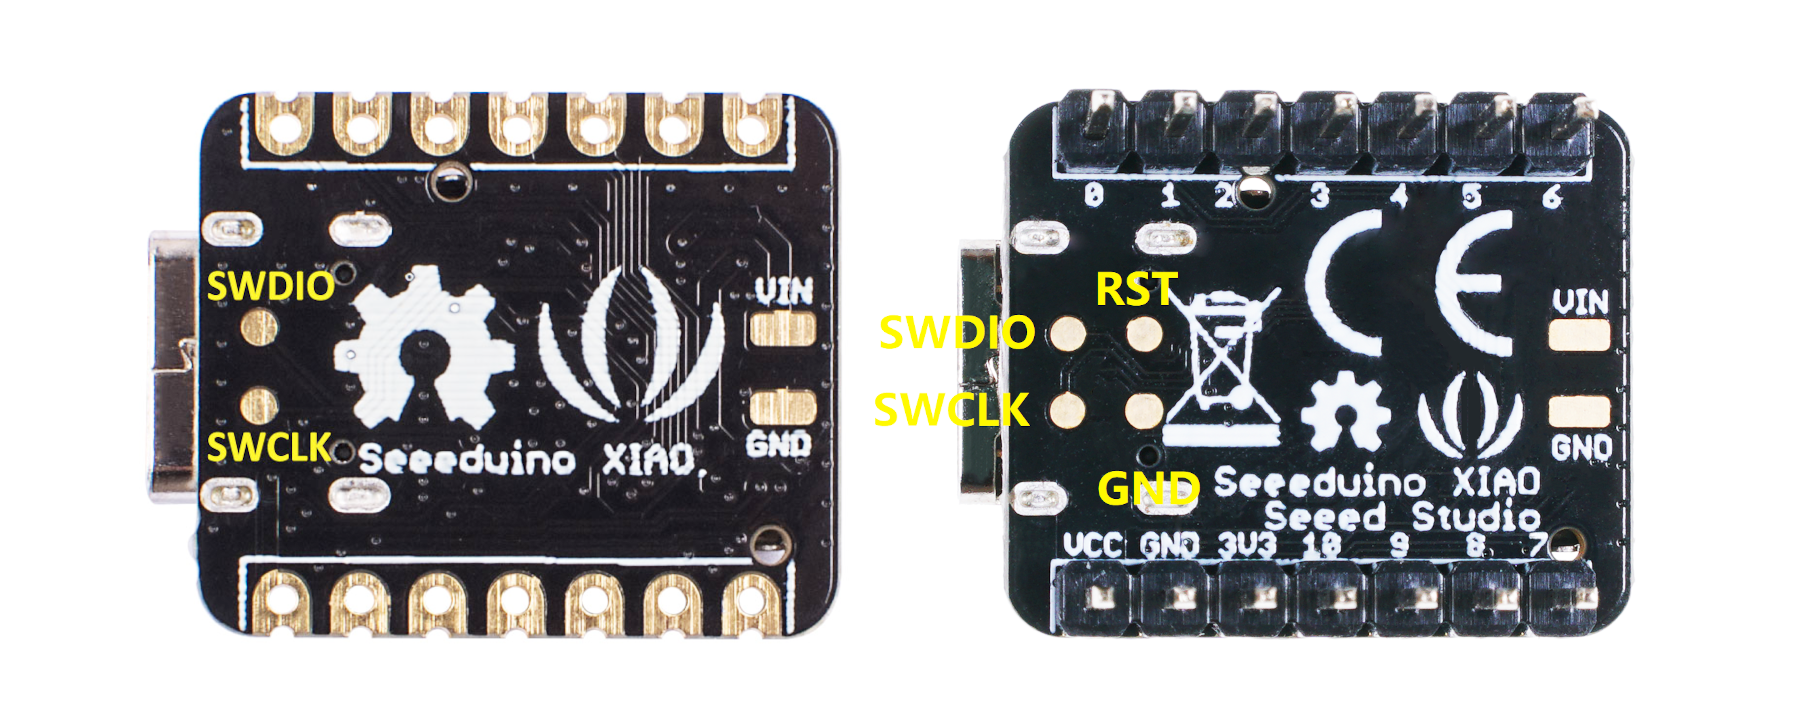 SWDIO
VIN
SWCLK
GND
Seeeduino XIAO
0 1 2 3 4 5 6
RST
VIN
SWDIO
SWCLK
GND
GND
Seeeduino XIAO
Seeed Studio
VCC GND 3V3 10 9 8 7